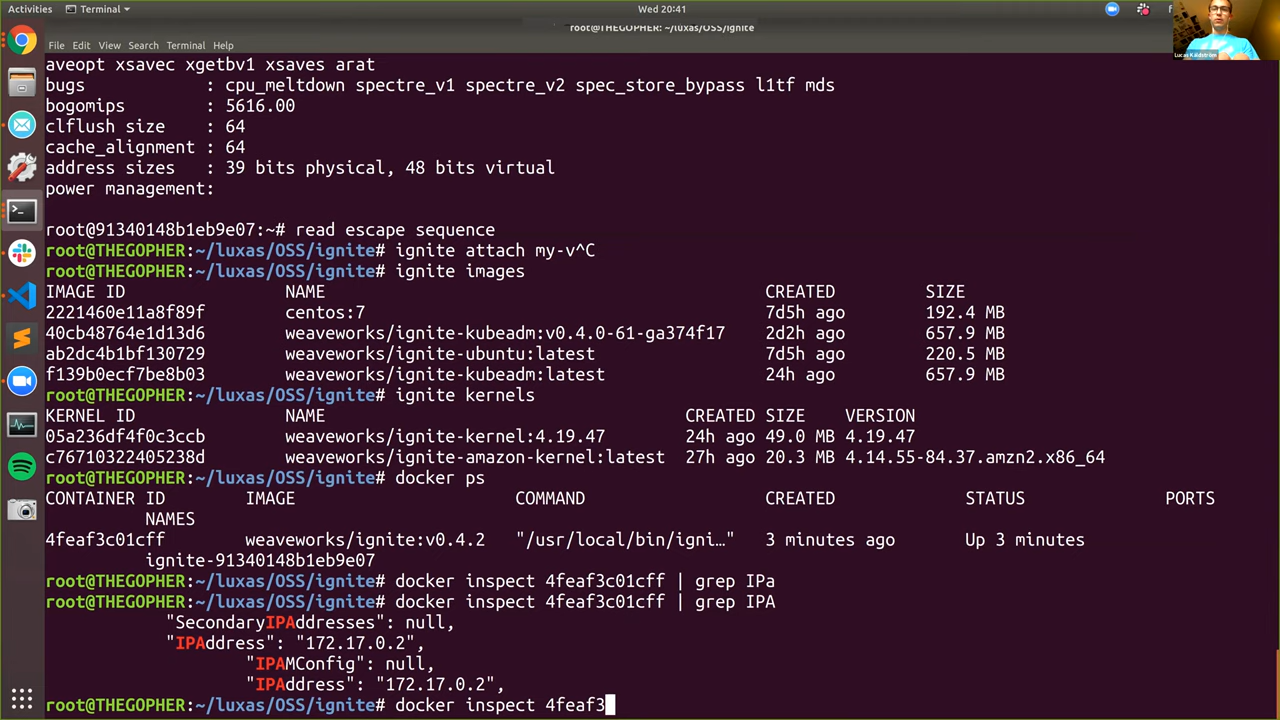 Activities Terminal Wed 20:41
root@THEGOPHER: ~/luxas/OSS/ignite
File Edit View Search Terminal Help
Lucas Käldström
aveopt xsavec xgetbv1 xsaves arat
bugs : cpu_meltdown spectre_v1 spectre_v2 spec_store_bypass l1tf mds
bogomips : 5616.00
clflush size : 64
cache_alignment : 64
address sizes : 39 bits physical, 48 bits virtual
power management:
root@91340148b1eb9e07:~# read escape sequence
root@THEGOPHER:~/luxas/OSS/ignite# ignite attach my-v^C
root@THEGOPHER:~/luxas/OSS/ignite# ignite images
IMAGE ID NAME CREATED SIZE
2221460e11a8f89f centos:7 7d5h ago 192.4 MB
40cb48764e1d13d6 weaveworks/ignite-kubeadm:v0.4.0-61-ga374f17 2d2h ago 657.9 MB
ab2dc4b1bf130729 weaveworks/ignite-ubuntu:latest 7d5h ago 220.5 MB
f139b0ecf7be8b03 weaveworks/ignite-kubeadm:latest 24h ago 657.9 MB
root@THEGOPHER:~/luxas/OSS/ignite# ignite kernels
KERNEL ID NAME CREATED SIZE VERSION
05a236df4f0c3ccb weaveworks/ignite-kernel:4.19.47 24h ago 49.0 MB 4.19.47
c76710322405238d weaveworks/ignite-amazon-kernel:latest 27h ago 20.3 MB 4.14.55-84.37.amzn2.x86_64
root@THEGOPHER:~/luxas/OSS/ignite# docker ps
CONTAINER ID IMAGE COMMAND CREATED STATUS PORTS
NAMES
4feaf3c01cff weaveworks/ignite:v0.4.2 "/usr/local/bin/igni…" 3 minutes ago Up 3 minutes
ignite-91340148b1eb9e07
root@THEGOPHER:~/luxas/OSS/ignite# docker inspect 4feaf3c01cff | grep IPa
root@THEGOPHER:~/luxas/OSS/ignite# docker inspect 4feaf3c01cff | grep IPA
"SecondaryIPAddresses": null,
"IPAddress": "172.17.0.2",
"IPAMConfig": null,
"IPAddress": "172.17.0.2",
root@THEGOPHER:~/luxas/OSS/ignite# docker inspect 4feaf3